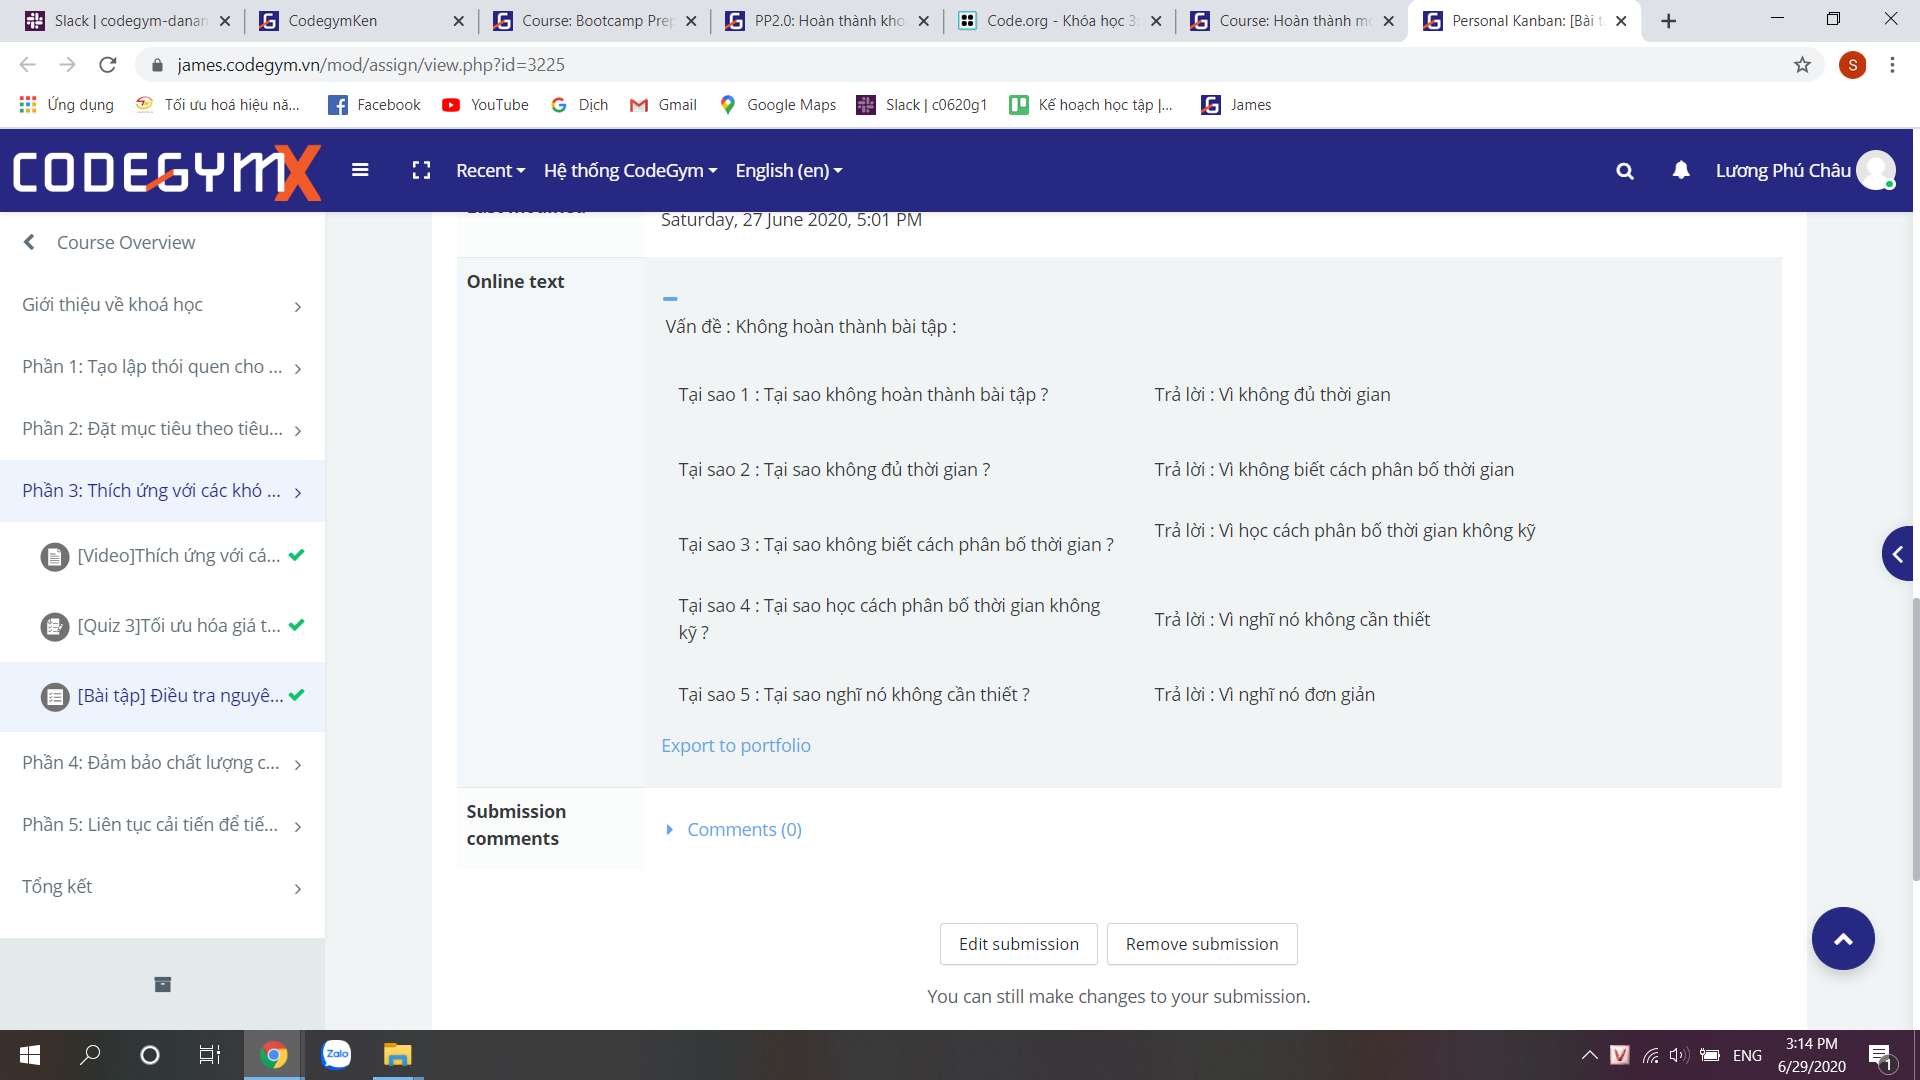 Slack | codegym-danan
CodegymKen
Course: Bootcamp Prep
PP2.0: Hoàn thành kho
Code.org - Khóa học 3:
Course: Hoàn thành mo
Personal Kanban: [Bài t
james.codegym.vn/mod/assign/view.php?id=3225
S
Ứng dụng
Tối ưu hoá hiệu nă...
Facebook
YouTube
Dịch
Gmail
Google Maps
Slack | c0620g1
Kế hoạch học tập |...
James
CODEGYMX
Recent
Hệ thống CodeGym
English (en)
Lương Phú Châu
Course Overview
Giới thiệu về khoá học
Phần 1: Tạo lập thói quen cho ...
Phần 2: Đặt mục tiêu theo tiêu...
Phần 3: Thích ứng với các khó ...
[Video]Thích ứng với cá...
[Quiz 3]Tối ưu hóa giá t...
[Bài tập] Điều tra nguyê...
Phần 4: Đảm bảo chất lượng c...
Phần 5: Liên tục cải tiến để tiế...
Tổng kết
Saturday, 27 June 2020, 5:01 PM
Online text
Vấn đề : Không hoàn thành bài tập :
Tại sao 1 : Tại sao không hoàn thành bài tập ?
Trả lời : Vì không đủ thời gian
Tại sao 2 : Tại sao không đủ thời gian ?
Trả lời : Vì không biết cách phân bố thời gian
Tại sao 3 : Tại sao không biết cách phân bố thời gian ?
Trả lời : Vì học cách phân bố thời gian không kỹ
Tại sao 4 : Tại sao học cách phân bố thời gian không
kỹ ?
Trả lời : Vì nghĩ nó không cần thiết
Tại sao 5 : Tại sao nghĩ nó không cần thiết ?
Trả lời : Vì nghĩ nó đơn giản
Export to portfolio
Submission
comments
Comments (0)
Edit submission
Remove submission
You can still make changes to your submission.
Zalo
V
ENG
3:14 PM
6/29/2020
1